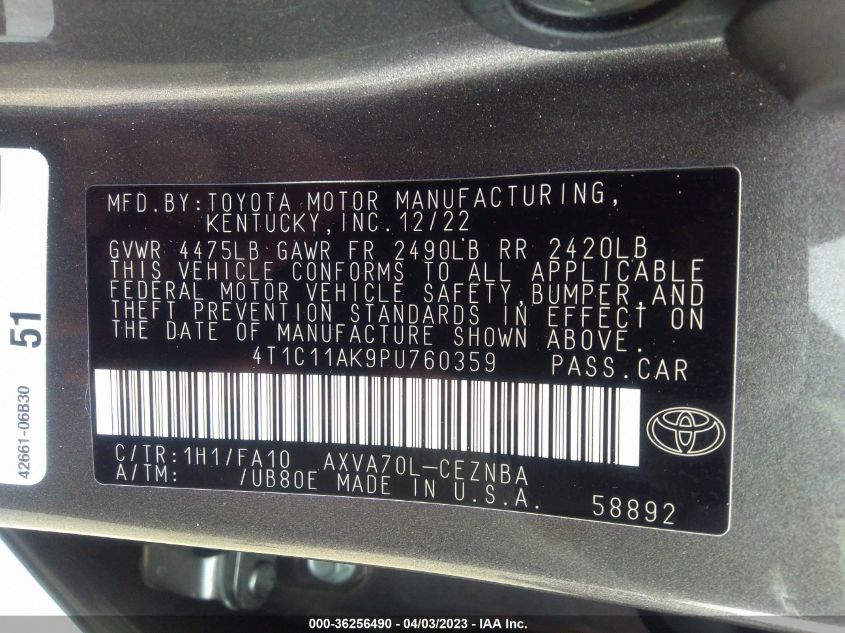 MFD.BY:TOYOTA MOTOR MANUFACTURING,
KENTUCKY,INC.12/22
GVWR 4475LB GAWR FR 2490LB RR 2420LB
THIS VEHICLE CONFORMS TO ALL APPLICABLE
FEDERAL MOTOR VEHICLE SAFETY,BUMPER,AND
THEFT PREVENTION STANDARDS IN EFFECT ON
THE DATE OF MANUFACTURE SHOWN ABOVE.
4T1C11AK9PU760359 PASS.CAR
C/TR:1H1/FA10 AXVA70L-CEZNBA
A/TM: /UB80E MADE IN U.S.A.
58892
51
42661-06B30
000-36256490 - 04/03/2023 - IAA Inc.